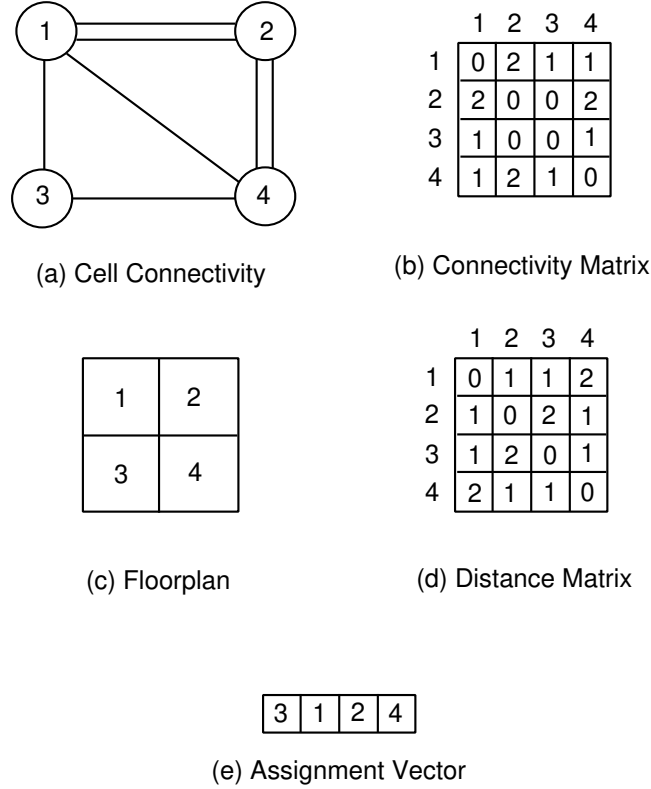 1 2
3 4
(a) Cell Connectivity
1 2 3 4
1 0 2 1 1
2 2 0 0 2
3 1 0 0 1
4 1 2 1 0
(b) Connectivity Matrix
1 2
3 4
(c) Floorplan
1 2 3 4
1 0 1 1 2
2 1 0 2 1
3 1 2 0 1
4 2 1 1 0
(d) Distance Matrix
3 1 2 4
(e) Assignment Vector